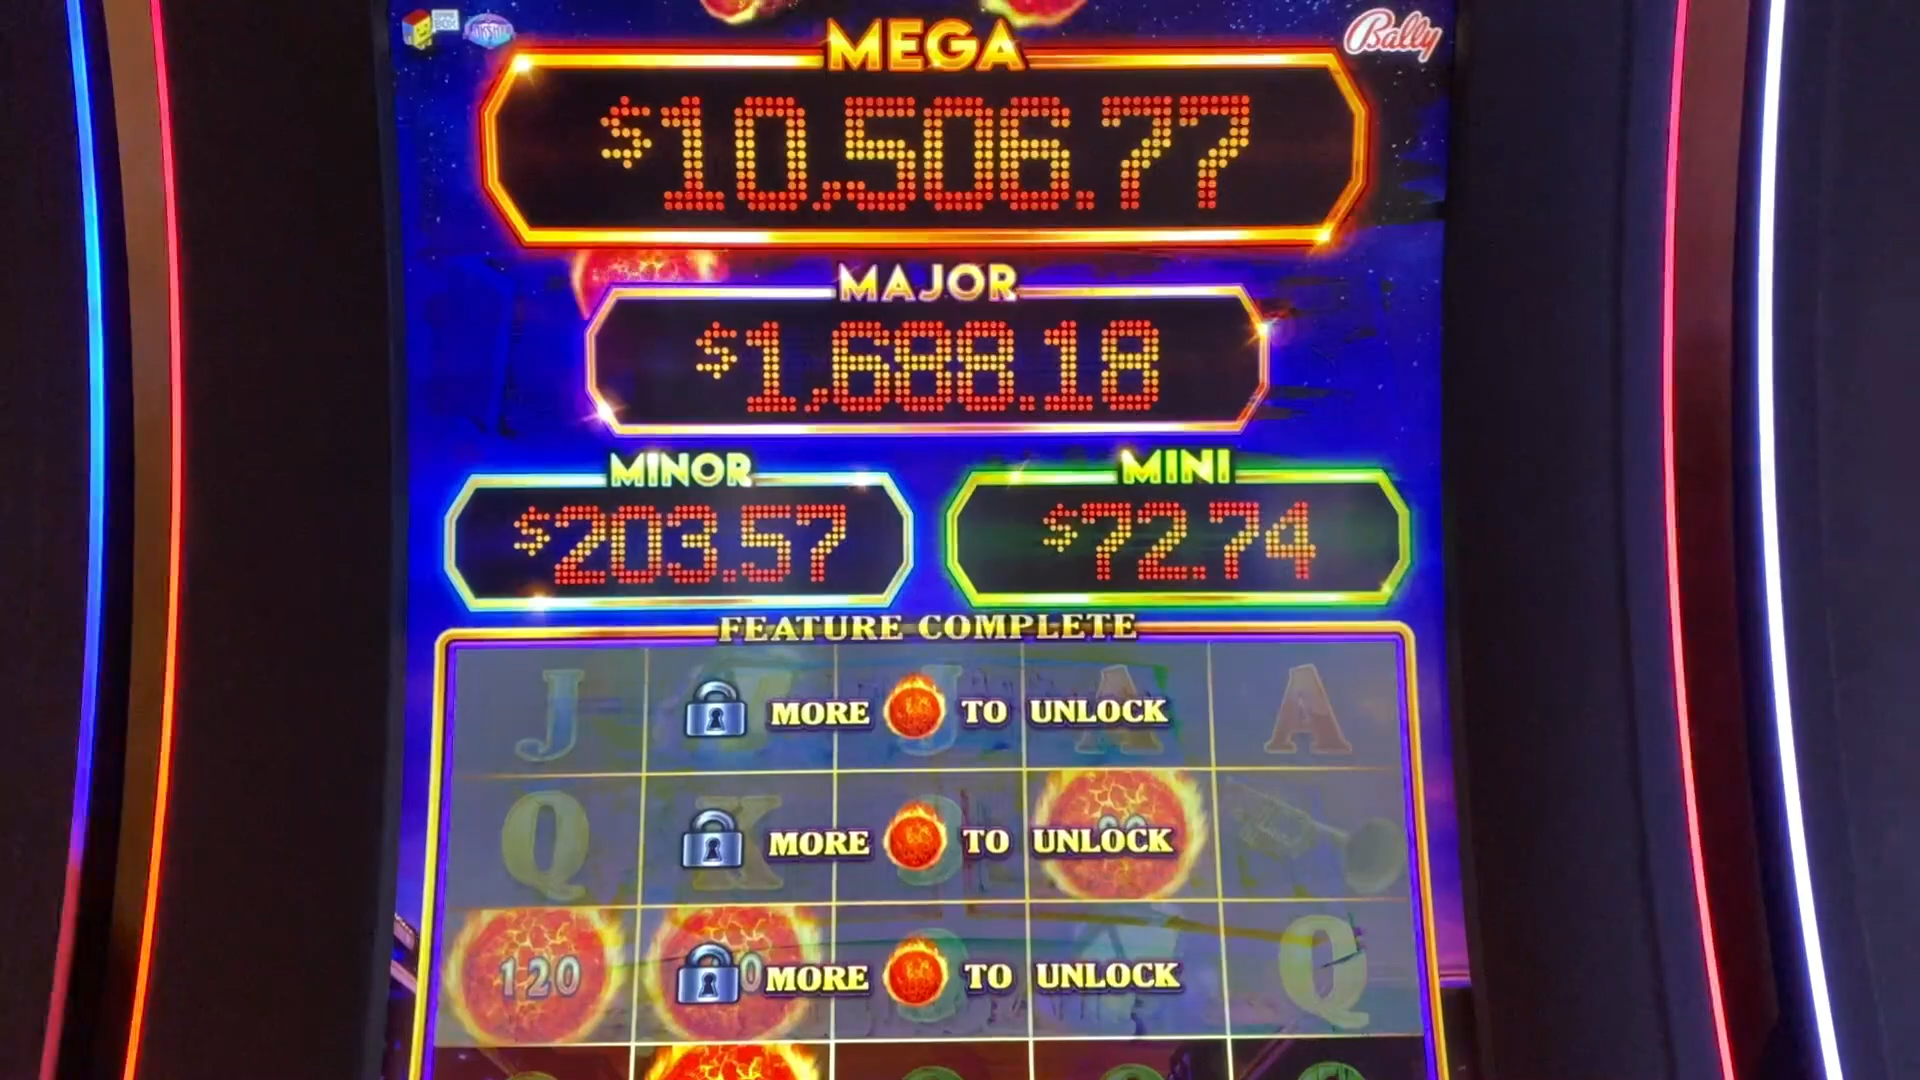 Bally
MEGA
$10,506.77
MAJOR
$1,688.18
MINOR
$203.57
MINI
$72.74
FEATURE COMPLETE
J J A A
MORE TO UNLOCK
Q K
MORE TO UNLOCK
120 Q
MORE TO UNLOCK